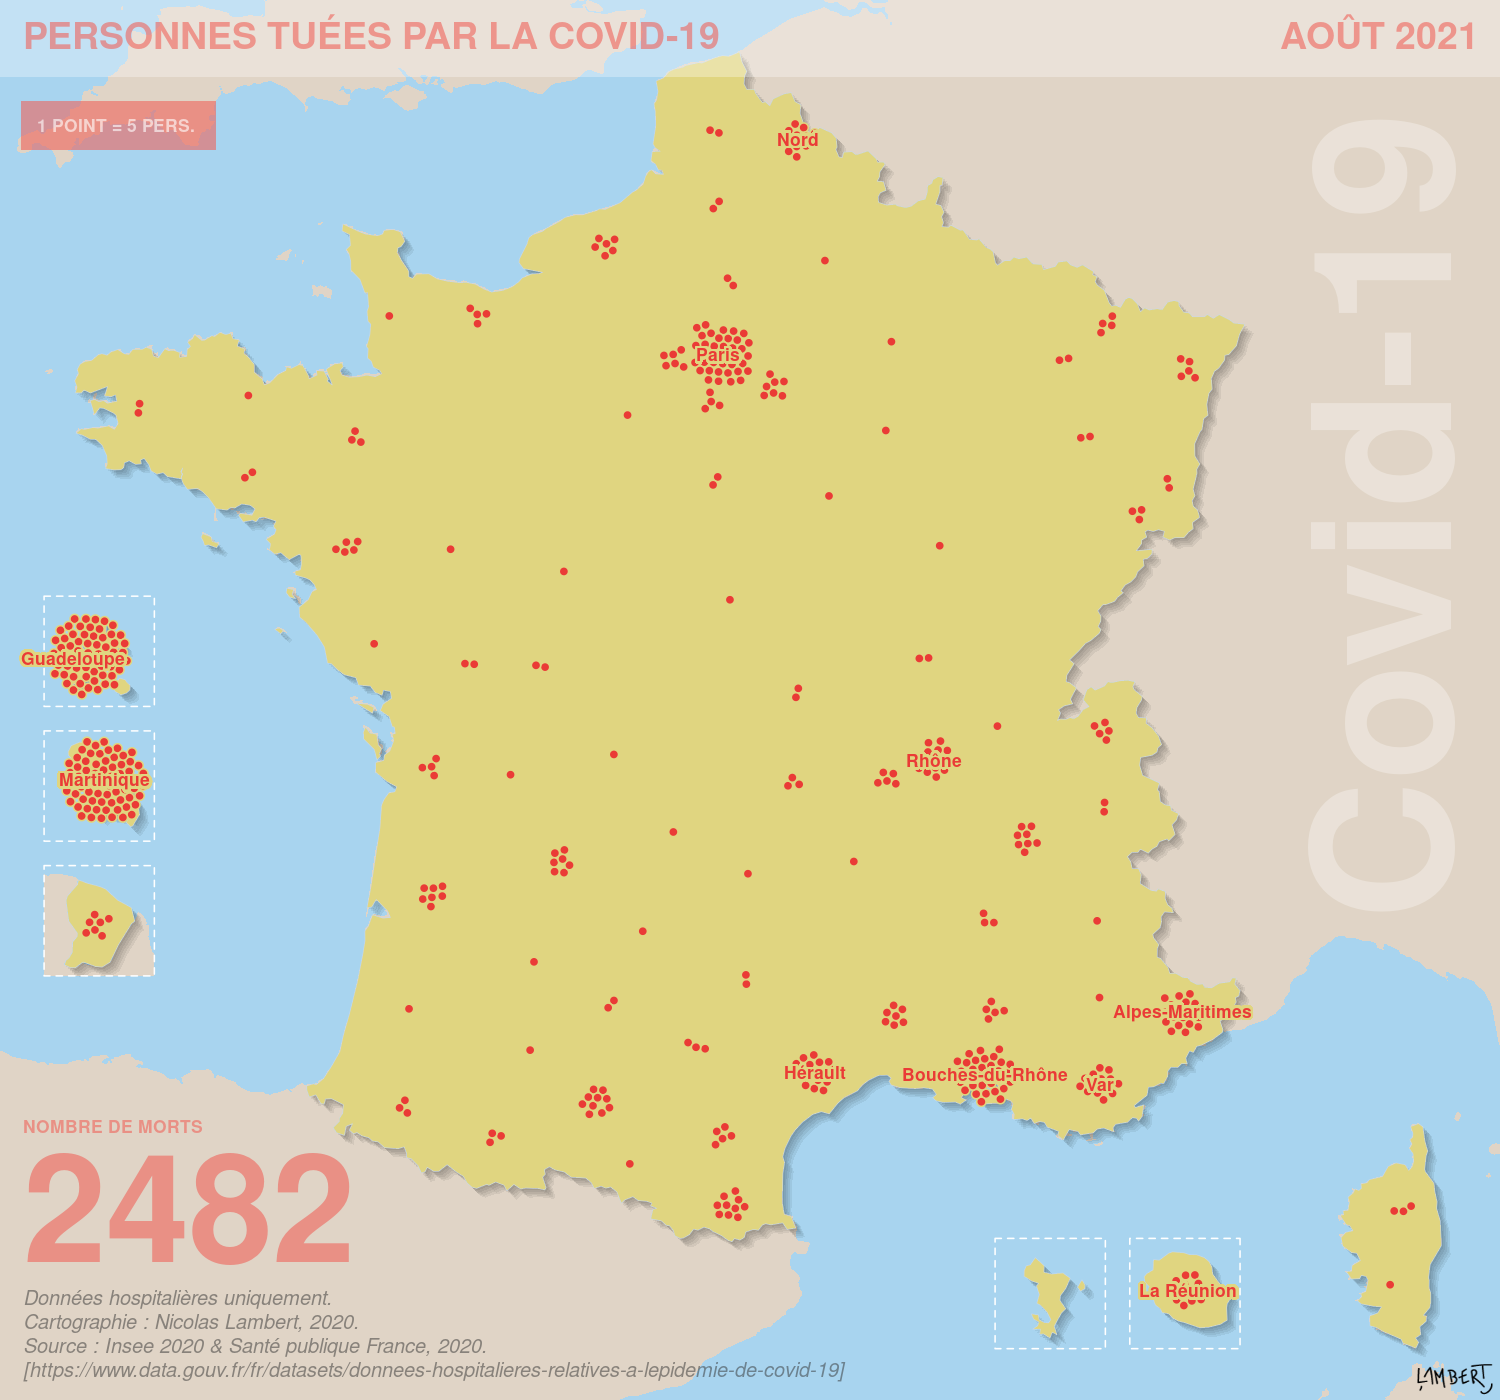 PERSONNES TUÉES PAR LA COVID-19
AOÛT 2021
1 POINT = 5 PERS.
Covid-19
Nord
Paris
Guadeloupe
Martinique
Rhône
Alpes-Maritimes
Hérault
Bouches-du-Rhône
Var
La Réunion
NOMBRE DE MORTS
2482
Données hospitalières uniquement.
Cartographie : Nicolas Lambert, 2020.
Source : Insee 2020 & Santé publique France, 2020.
[https://www.data.gouv.fr/fr/datasets/donnees-hospitalieres-relatives-a-lepidemie-de-covid-19]
LAMBERT